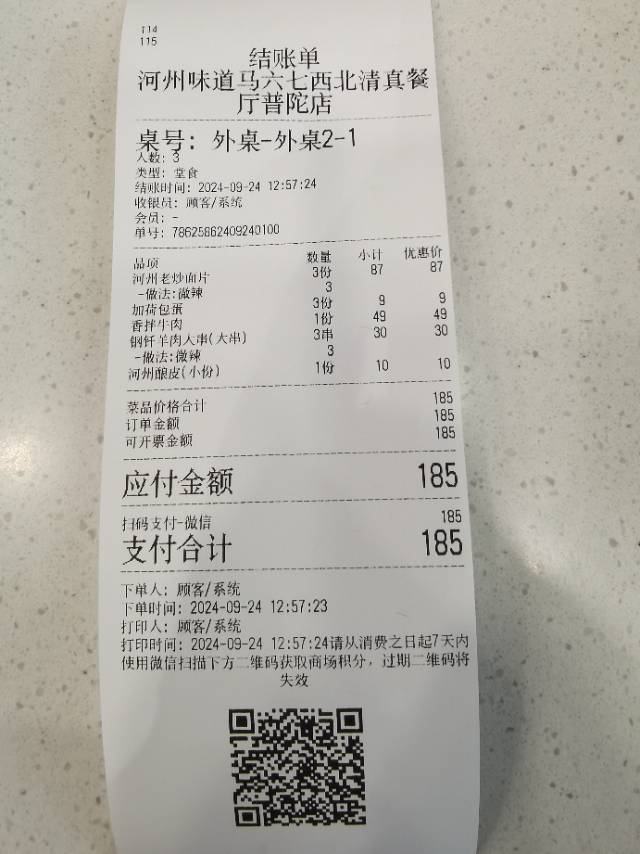 114
115
结账单
河州味道马六七西北清真餐
厅普陀店
桌号: 外桌-外桌2-1
人数: 3
类型: 堂食
结账时间: 2024-09-24 12:57:24
收银员: 顾客/系统
会员: -
单号: 78625862409240100
品项 数量 小计 优惠价
河州老炒面片 3份 87 87
-做法:微辣 3
加荷包蛋 3份 9 9
香拌牛肉 1份 49 49
钢钎羊肉大串(大串) 3串 30 30
-做法:微辣 3
河州酿皮(小份) 1份 10 10
菜品价格合计 185
订单金额 185
可开票金额 185
应付金额 185
扫码支付-微信 185
支付合计 185
下单人: 顾客/系统
下单时间: 2024-09-24 12:57:23
打印人: 顾客/系统
打印时间: 2024-09-24 12:57:24请从消费之日起7天内
使用微信扫描下方二维码获取商场积分，过期二维码将
失效